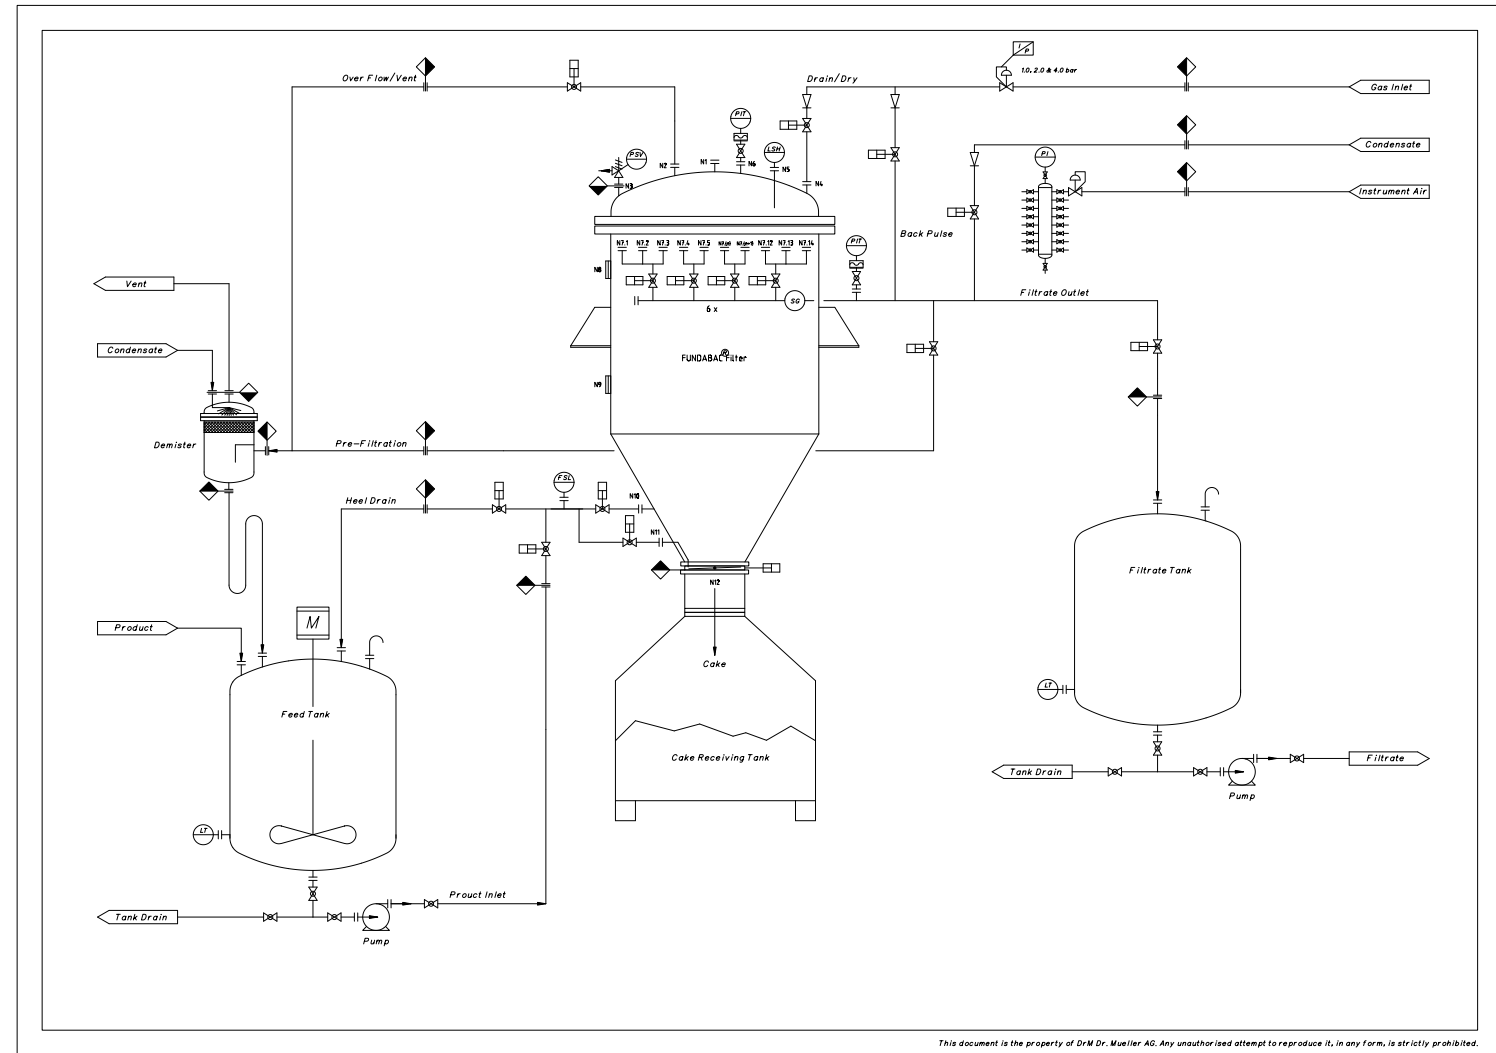 I/P
Over Flow/Vent
Drain/Dry
1.0, 2.0 & 4.0 bar
Gas Inlet
PIT
PSV
N2
N1
N6
LSH
N5
Condensate
PI
N3
N4
Instrument Air
N7.1
N7.2
N7.3
N7.4
N7.5
N7.12
N7.13
N7.14
Back Pulse
PIT
N8
Vent
SG
Filtrate Outlet
6 x
Condensate
FUNDABAC® Filter
N9
Demister
Pre-Filtration
FSL
Heel Drain
N10
N11
N12
Filtrate Tank
Product
M
Cake
LT
Feed Tank
Cake Receiving Tank
Filtrate
Tank Drain
Pump
LT
Prouct Inlet
Tank Drain
Pump
This document is the property of DrM Dr. Mueller AG. Any unauthorised attempt to reproduce it, in any form, is strictly prohibited.